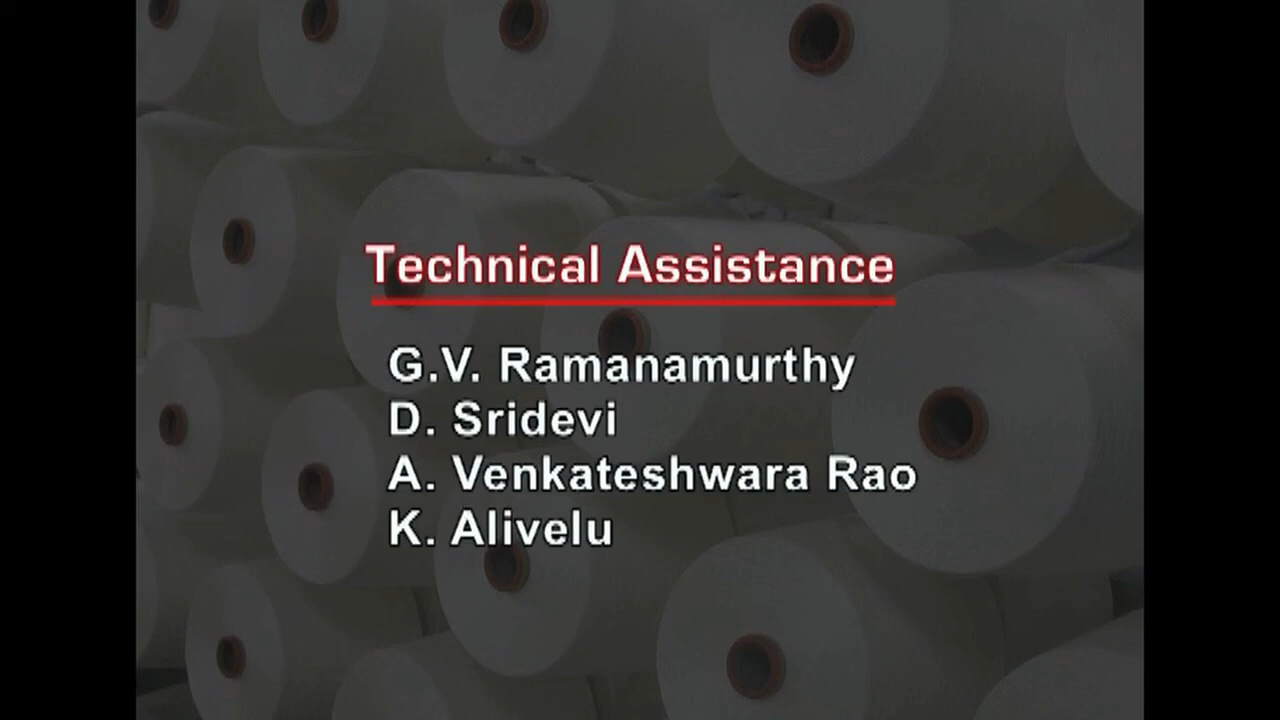 Technical Assistance
G.V. Ramanamurthy
D. Sridevi
A. Venkateshwara Rao
K. Alivelu